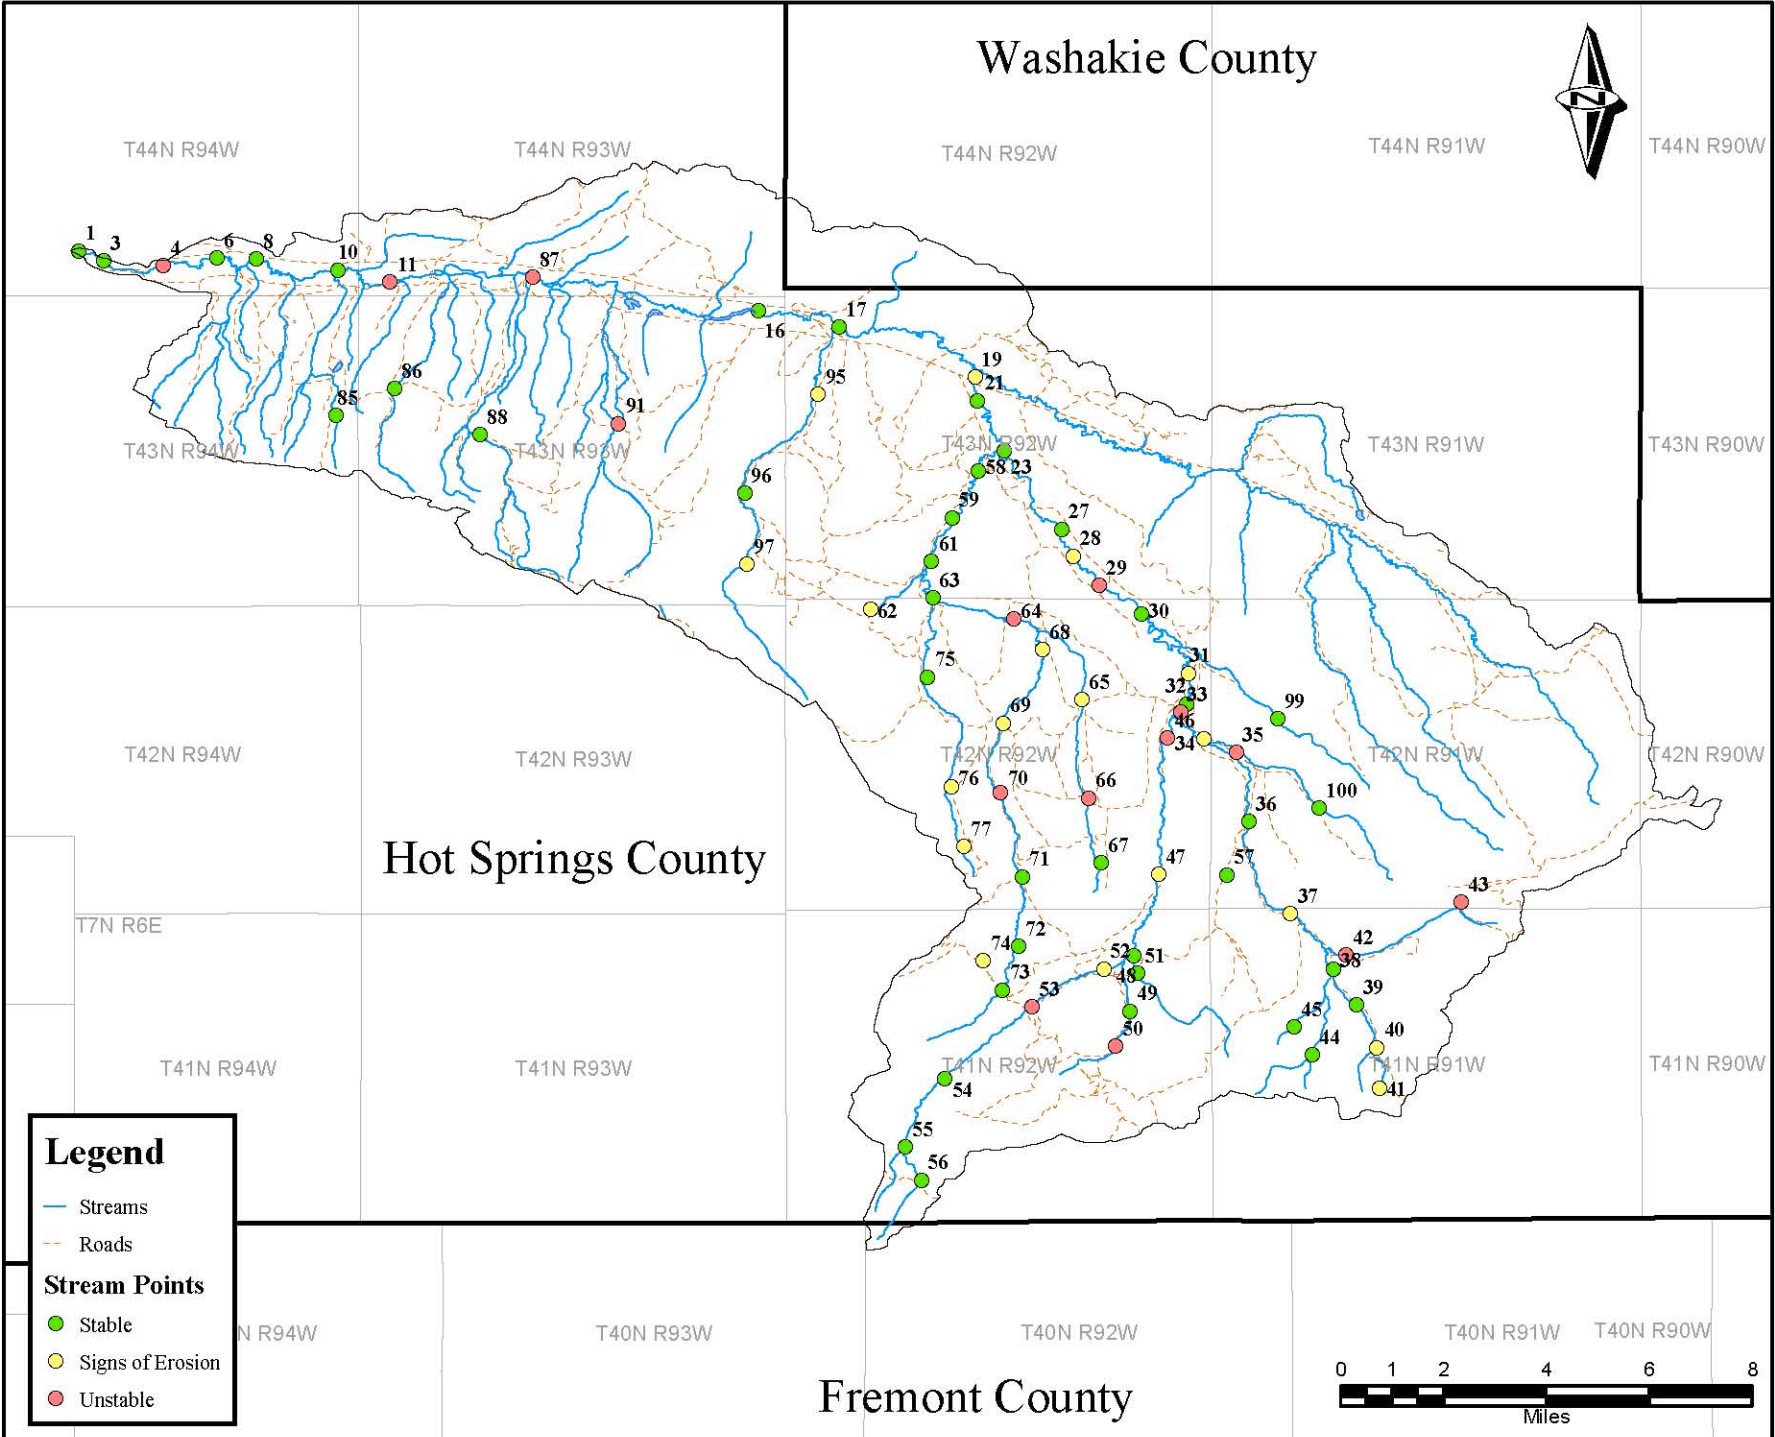 Washakie County
N
T44N R94W
T44N R93W
T44N R92W
T44N R91W
T44N R90W
1
3
4
6
8
10
11
87
16
17
19
21
95
86
85
88
91
T43N R94W
T43N R93W
T43N R92W
T43N R91W
T43N R90W
58
23
96
59
27
28
97
61
29
63
62
64
30
68
31
75
65
32
33
99
69
46
34
35
T42N R94W
T42N R93W
T42N R92W
T42N R91W
T42N R90W
76
70
66
100
36
77
Hot Springs County
71
67
47
57
37
43
T7N R6E
74
72
52
51
42
38
73
48
53
49
39
45
50
44
40
T41N R94W
T41N R93W
T41N R92W
T41N R91W
T41N R90W
54
41
55
56
Legend
Streams
Roads
Stream Points
Stable
Signs of Erosion
Unstable
N R94W
T40N R93W
T40N R92W
T40N R91W
T40N R90W
Fremont County
0 1 2 4 6 8
Miles